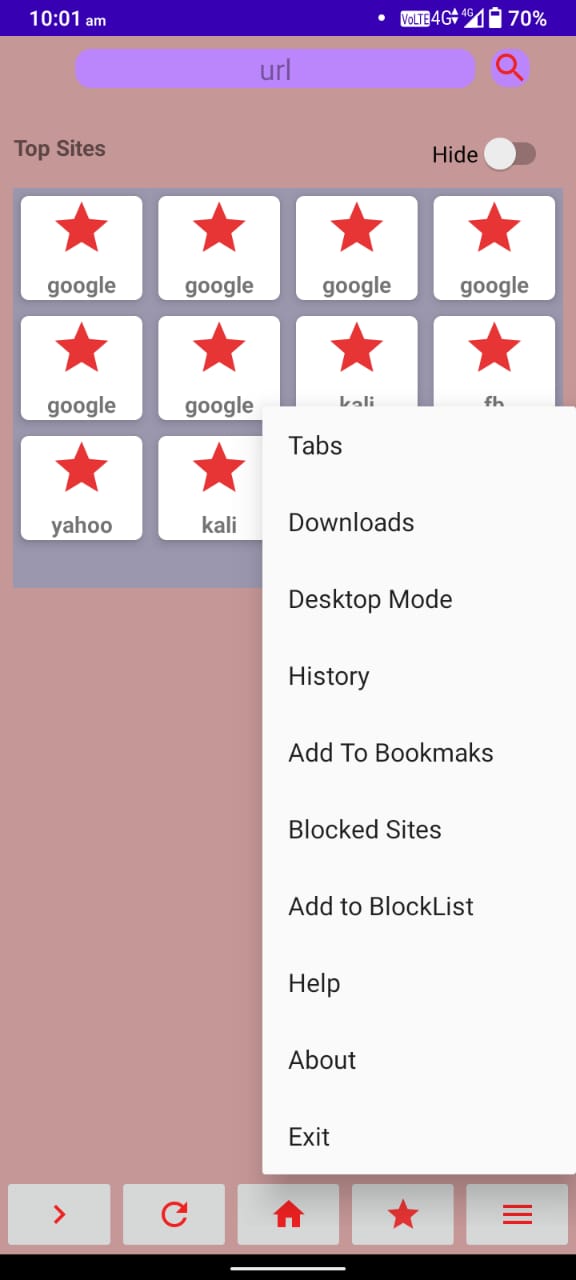 10:01 am VoLTE 4G 4G 70%
url
Top Sites
Hide
google google google google
google google kali fb
yahoo kali
Tabs
Downloads
Desktop Mode
History
Add To Bookmaks
Blocked Sites
Add to BlockList
Help
About
Exit